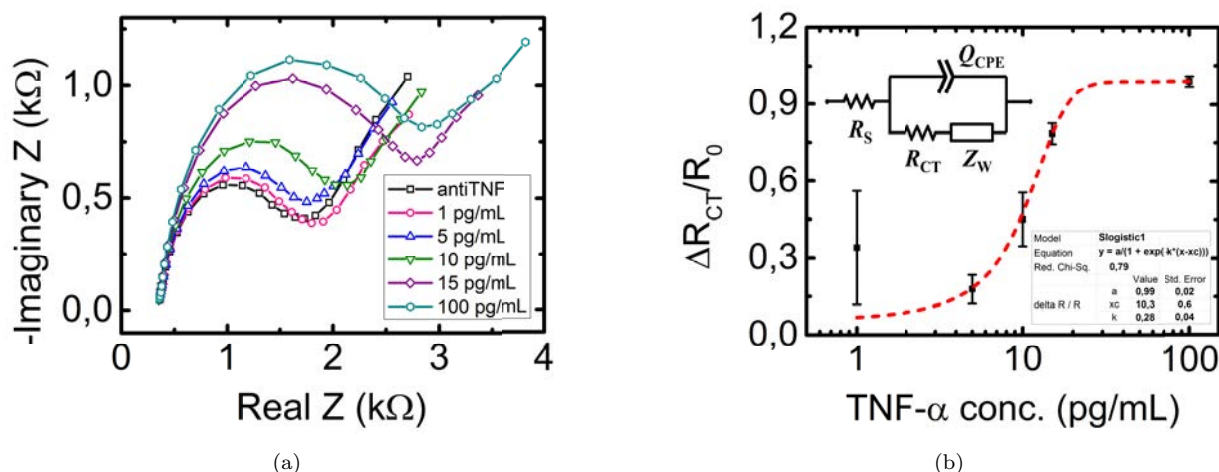 -Imaginary Z (kΩ)
1,0
0,5
0,0
antiTNF
1 pg/mL
5 pg/mL
10 pg/mL
15 pg/mL
100 pg/mL
0 1 2 3 4
Real Z (kΩ)
(a)
ΔR_CT/R_0
1,2
0,9
0,6
0,3
0,0
Q_CPE
R_S
R_CT Z_W
Model Slogistic1
Equation y = a/(1 + exp(-k*(x-xc)))
Red. Chi-Sq. 0,79
Value Std. Error
a 0,99 0,02
delta R / R xc 10,3 0,6
k 0,28 0,04
1 10 100
TNF-α conc. (pg/mL)
(b)